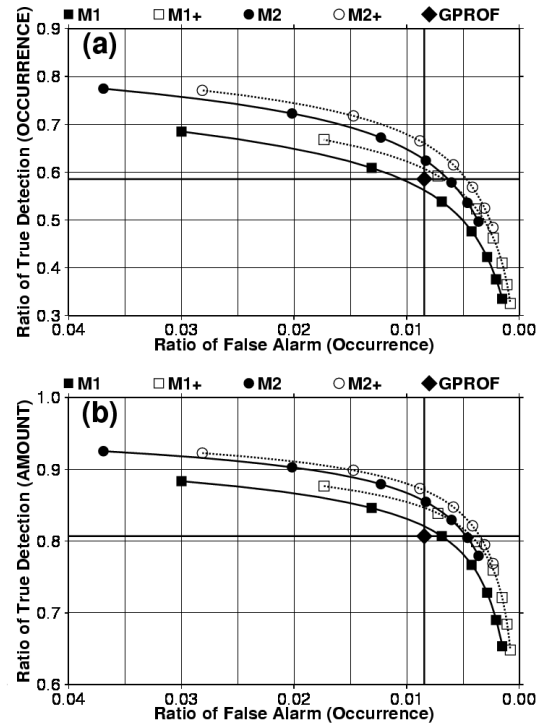 M1 M1+ M2 M2+ GPROF
(a)
0.9
0.8
0.7
0.6
0.5
0.4
0.3
Ratio of True Detection (OCCURRENCE)
0.04 0.03 0.02 0.01 0.00
Ratio of False Alarm (Occurrence)
M1 M1+ M2 M2+ GPROF
(b)
1.0
0.9
0.8
0.7
0.6
Ratio of True Detection (AMOUNT)
0.04 0.03 0.02 0.01 0.00
Ratio of False Alarm (Occurrence)